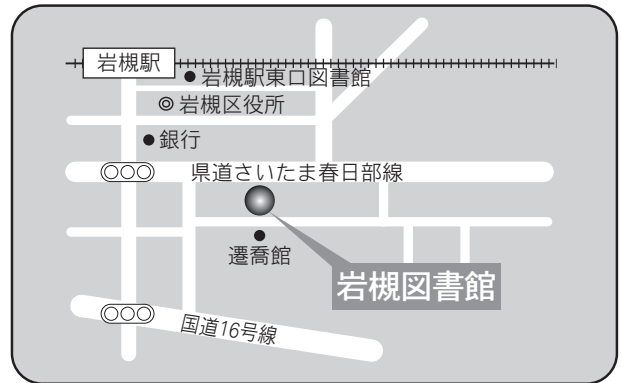 岩槻駅
岩槻駅東口図書館
岩槻区役所
銀行
県道さいたま春日部線
遷喬館
岩槻図書館
国道16号線